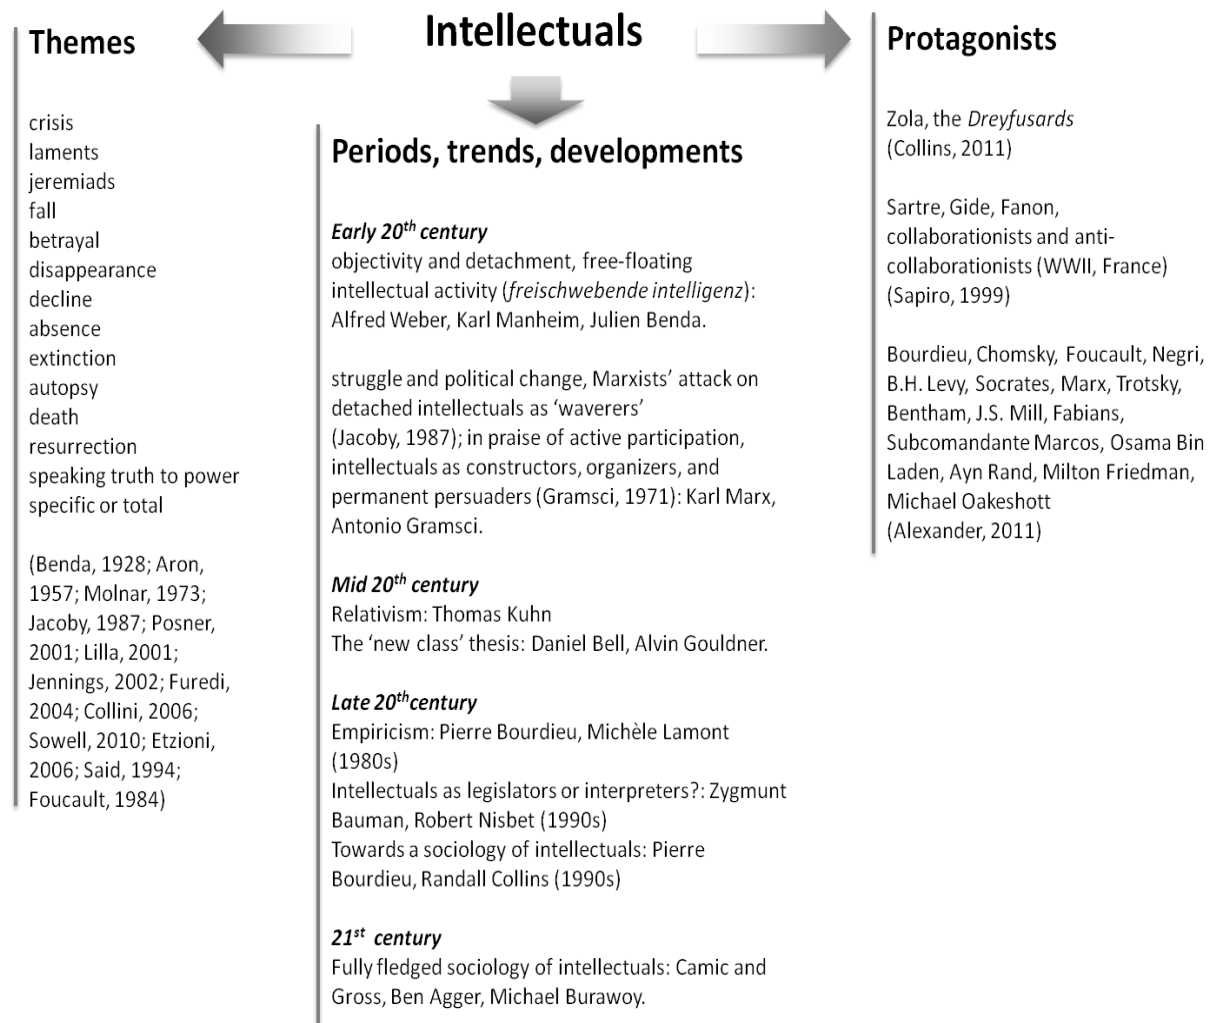 Intellectuals
Themes
crisis
laments
jeremiads
fall
betrayal
disappearance
decline
absence
extinction
autopsy
death
resurrection
speaking truth to power
specific or total
(Benda, 1928; Aron,
1957; Molnar, 1973;
Jacoby, 1987; Posner,
2001; Lilla, 2001;
Jennings, 2002; Furedi,
2004; Collini, 2006;
Sowell, 2010; Etzioni,
2006; Said, 1994;
Foucault, 1984)
Periods, trends, developments
Early 20th century
objectivity and detachment, free-floating
intellectual activity (freischwebende intelligenz):
Alfred Weber, Karl Manheim, Julien Benda.
struggle and political change, Marxists’ attack on
detached intellectuals as ‘waverers’
(Jacoby, 1987); in praise of active participation,
intellectuals as constructors, organizers, and
permanent persuaders (Gramsci, 1971): Karl Marx,
Antonio Gramsci.
Mid 20th century
Relativism: Thomas Kuhn
The ‘new class’ thesis: Daniel Bell, Alvin Gouldner.
Late 20th century
Empiricism: Pierre Bourdieu, Michèle Lamont
(1980s)
Intellectuals as legislators or interpreters?: Zygmunt
Bauman, Robert Nisbet (1990s)
Towards a sociology of intellectuals: Pierre
Bourdieu, Randall Collins (1990s)
21st century
Fully fledged sociology of intellectuals: Camic and
Gross, Ben Agger, Michael Burawoy.
Protagonists
Zola, the Dreyfusards
(Collins, 2011)
Sartre, Gide, Fanon,
collaborationists and anti-
collaborationists (WWII, France)
(Sapiro, 1999)
Bourdieu, Chomsky, Foucault, Negri,
B.H. Levy, Socrates, Marx, Trotsky,
Bentham, J.S. Mill, Fabians,
Subcomandante Marcos, Osama Bin
Laden, Ayn Rand, Milton Friedman,
Michael Oakeshott
(Alexander, 2011)